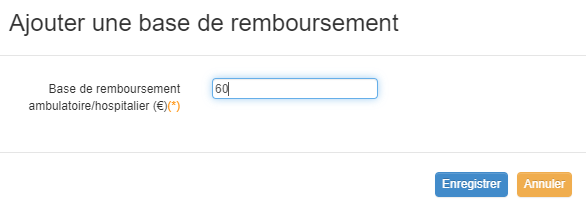 Ajouter une base de remboursement
Base de remboursement
ambulatoire/hospitalier (€)(*)
60
Enregistrer
Annuler